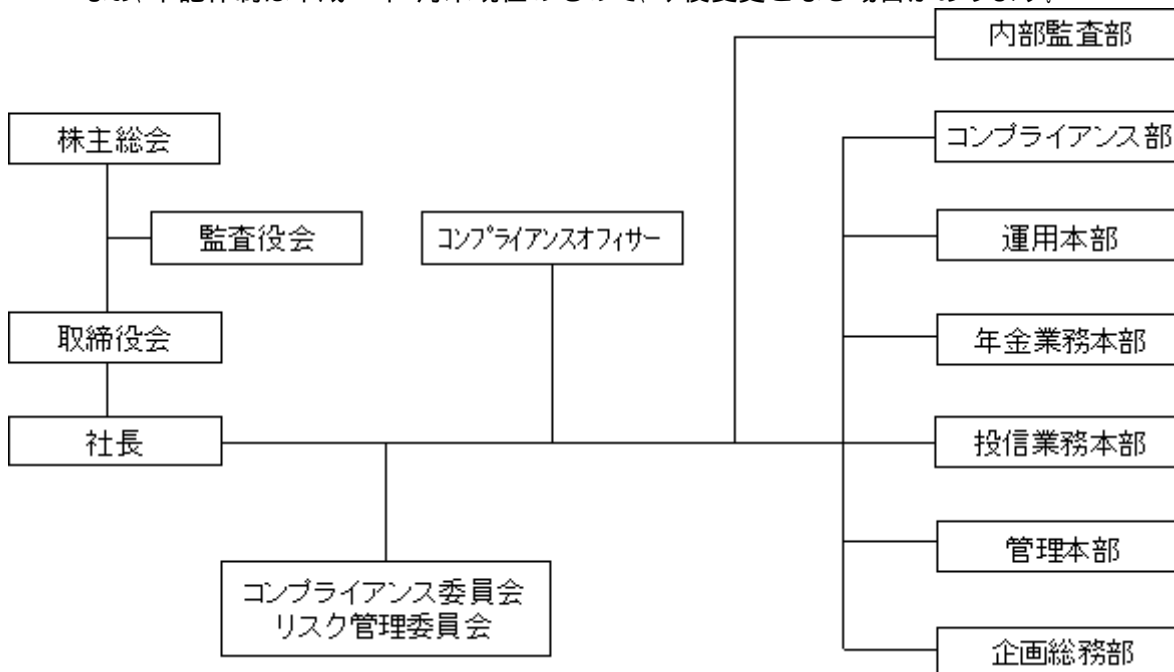 内部監査部
株主総会
コンプライアンス部
監査役会
コンプライアンスオフィサー
運用本部
取締役会
年金業務本部
社長
投信業務本部
管理本部
コンプライアンス委員会
リスク管理委員会
企画総務部